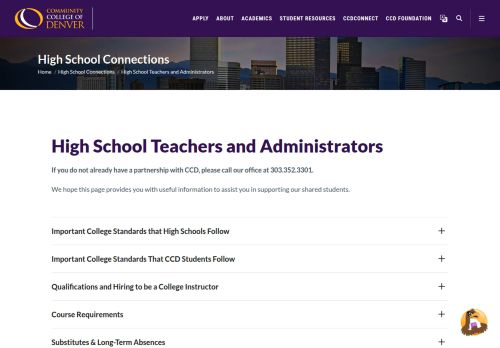 COMMUNITY
COLLEGE OF
DENVER
APPLY ABOUT ACADEMICS STUDENT RESOURCES CCDCONNECT CCD FOUNDATION
High School Connections
Home / High School Connections / High School Teachers and Administrators
High School Teachers and Administrators
If you do not already have a partnership with CCD, please call our office at 303.352.3301.
We hope this page provides you with useful information to assist you in supporting our shared students.
Important College Standards that High Schools Follow +
Important College Standards That CCD Students Follow +
Qualifications and Hiring to be a College Instructor +
Course Requirements +
Substitutes & Long-Term Absences +